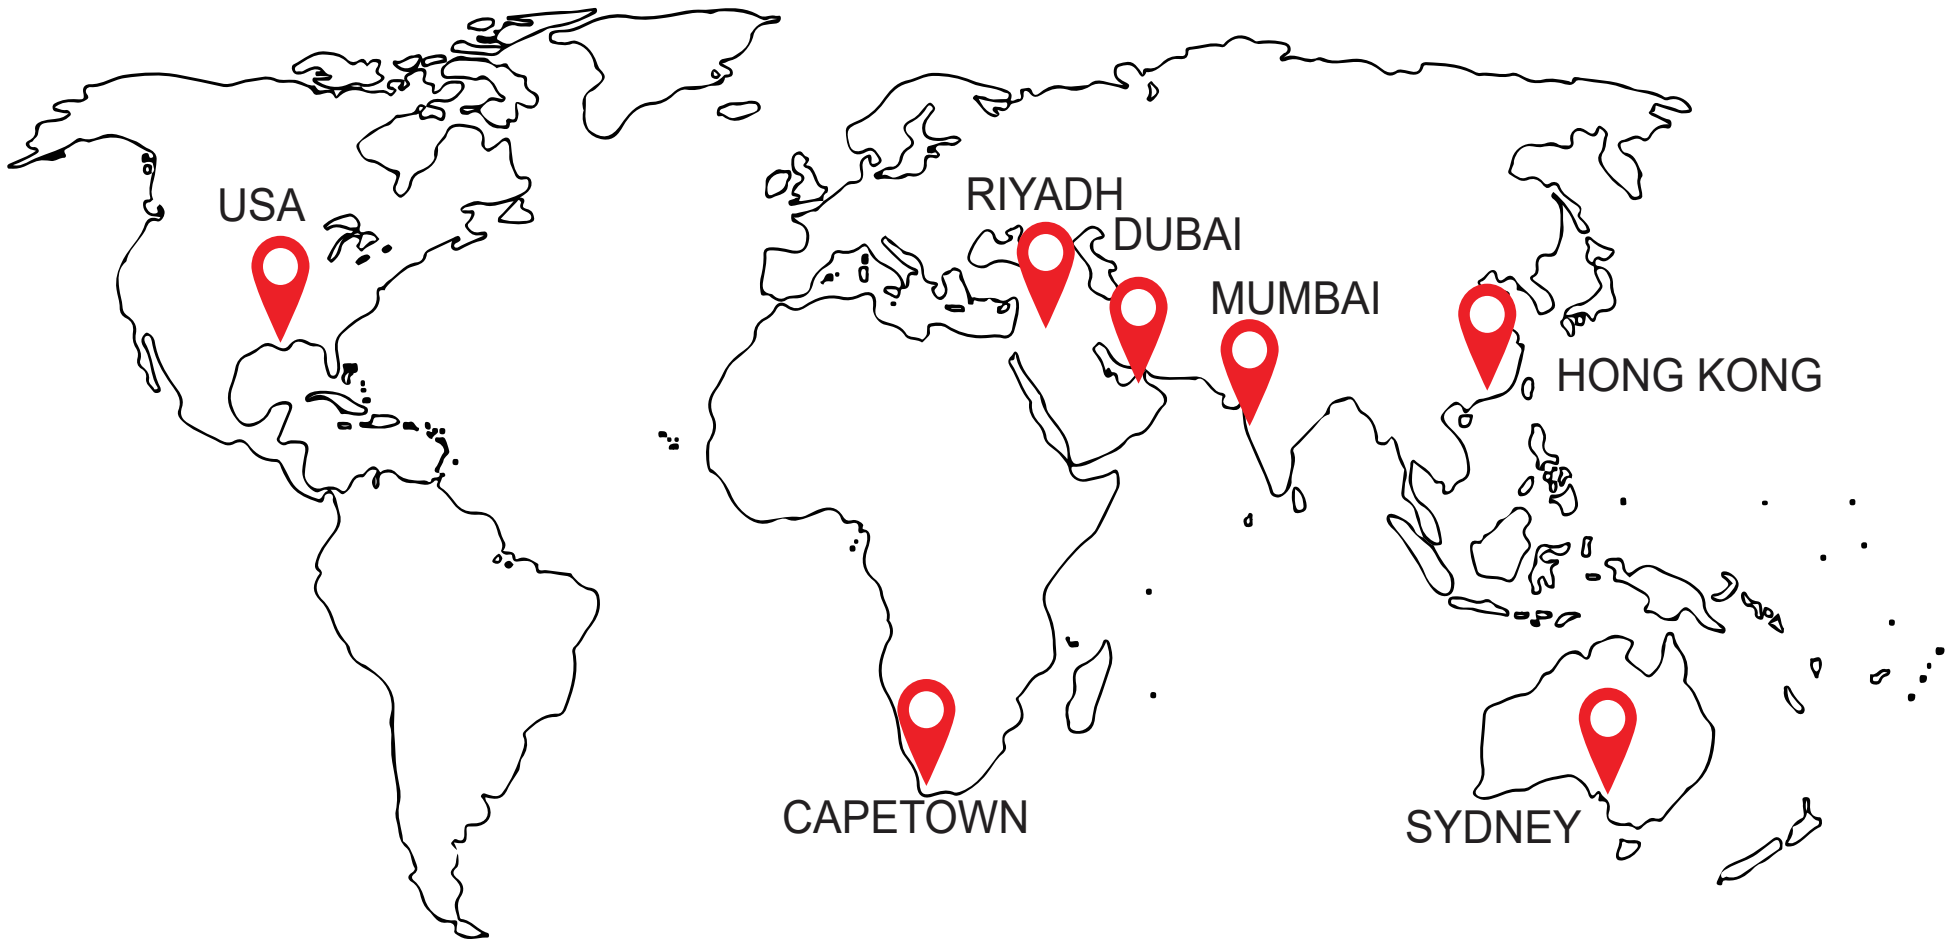 USA
RIYADH
DUBAI
MUMBAI
HONG KONG
CAPETOWN
SYDNEY